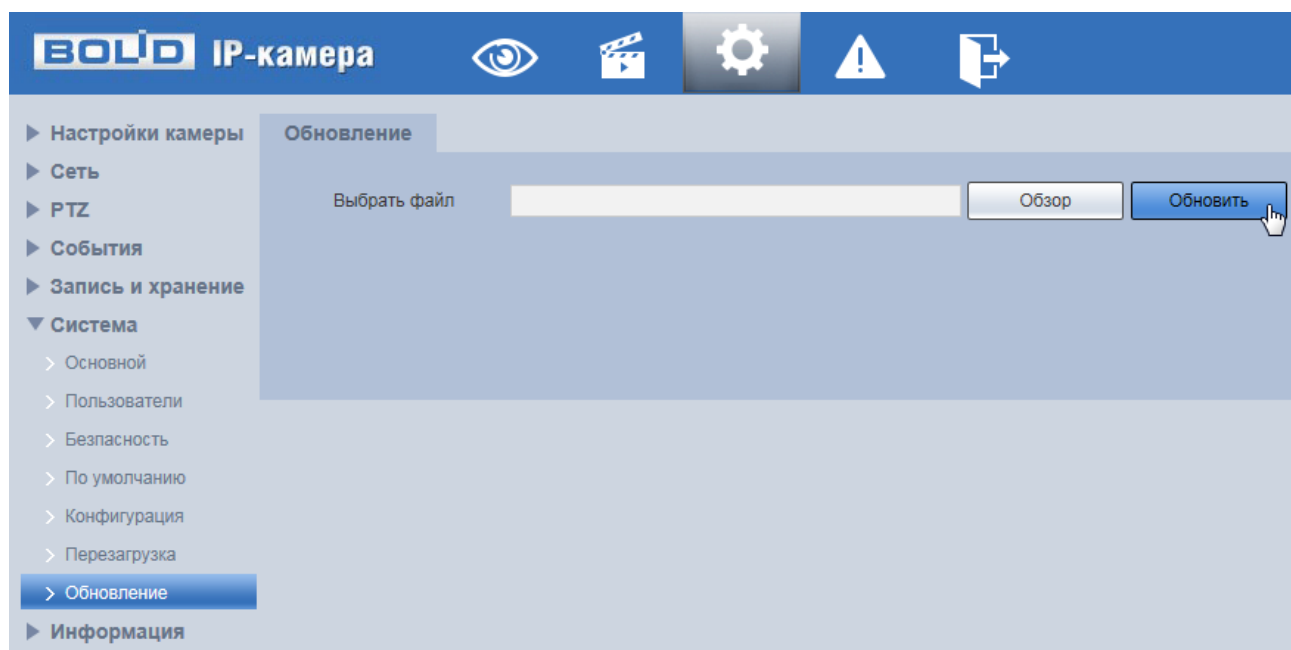 BOLID IP-камера
Настройки камеры
Обновление
Сеть
Выбрать файл
Обзор
Обновить
PTZ
События
Запись и хранение
Система
Основной
Пользователи
Безпасность
По умолчанию
Конфигурация
Перезагрузка
Обновление
Информация